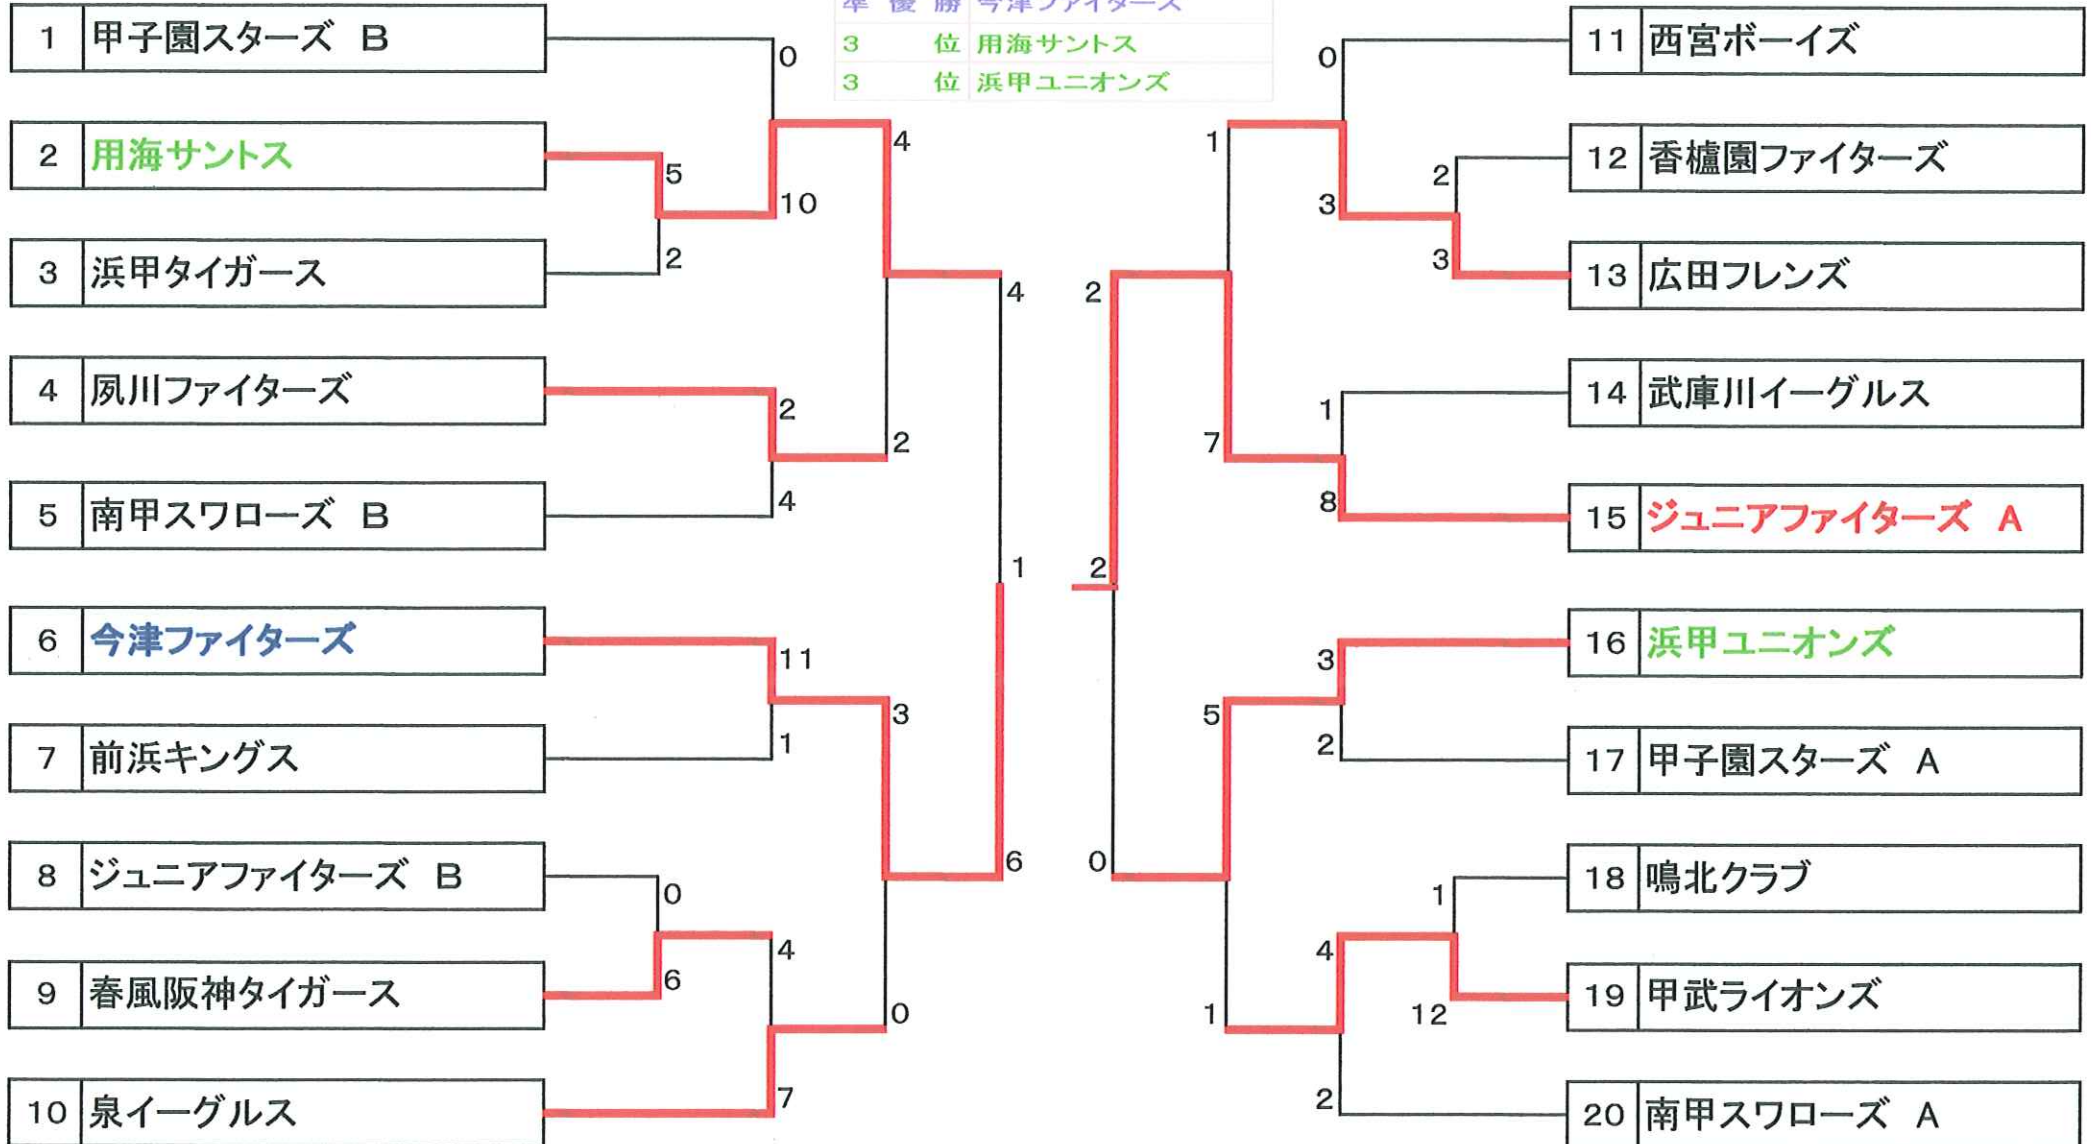 準優勝 今津ファイターズ
3位 用海サントス
3位 浜甲ユニオンズ
1 甲子園スターズ B
0
2 用海サントス
5
10
4
3 浜甲タイガース
2
4
4 夙川ファイターズ
2
2
5 南甲スワローズ B
4
1
6 今津ファイターズ
11
3
7 前浜キングス
1
6
8 ジュニアファイターズ B
0
4
9 春風阪神タイガース
6
0
10 泉イーグルス
7
11 西宮ボーイズ
0
1
12 香櫨園ファイターズ
2
3
13 広田フレンズ
3
2
14 武庫川イーグルス
1
7
15 ジュニアファイターズ A
8
2
16 浜甲ユニオンズ
3
5
17 甲子園スターズ A
2
0
18 鳴北クラブ
1
4
19 甲武ライオンズ
12
1
20 南甲スワローズ A
2